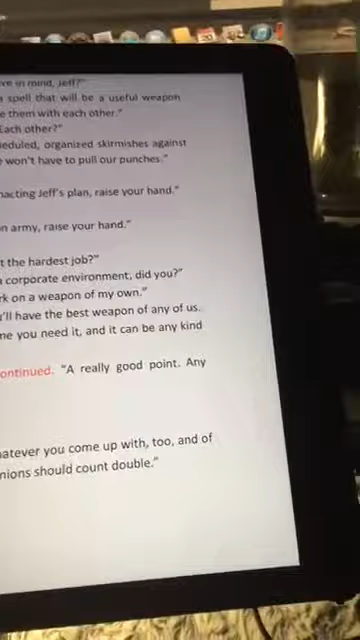 ve in mind, Jeff?"
a spell that will be a useful weapon
e them with each other."
Each other?"
eduled, organized skirmishes against
e won't have to pull our punches."
nacting Jeff's plan, raise your hand."
n army, raise your hand."
t the hardest job?"
a corporate environment, did you?"
rk on a weapon of my own."
u'll have the best weapon of any of us.
me you need it, and it can be any kind
ontinued. "A really good point. Any
hatever you come up with, too, and of
nions should count double."